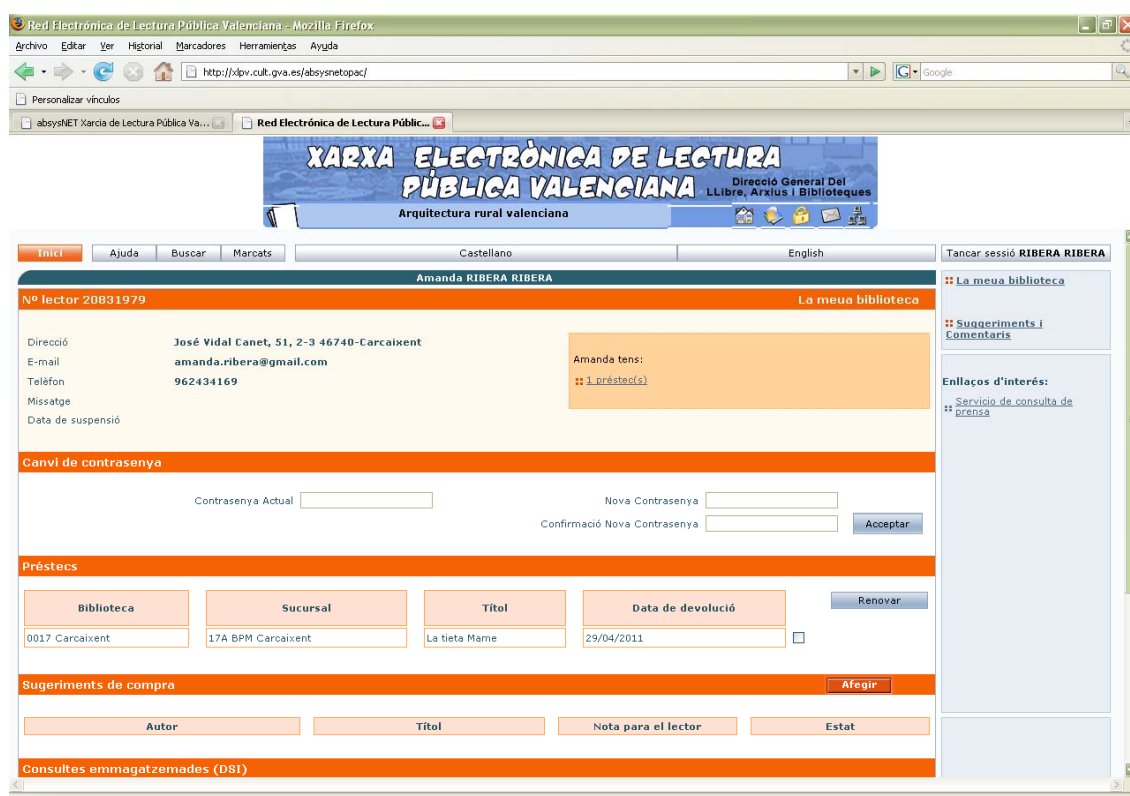 Red Electrónica de Lectura Pública Valenciana - Mozilla Firefox
Archivo Editar Ver Historial Marcadores Herramientas Ayuda
http://xlpv.cult.gva.es/absysnetopac/
Google
Personalizar vínculos
absysNET Xarcia de Lectura Pública Va...
Red Electrónica de Lectura Públic...
XARXA ELECTRÒNICA DE LECTURA
PÚBLICA VALENCIANA
Direcció General Del
LLibre, Arxius i Biblioteques
Arquitectura rural valenciana
Inici Ajuda Buscar Marcats Castellano English Tancar sessió RIBERA RIBERA
Amanda RIBERA RIBERA
Nº lector 20831979 La meua biblioteca
Direcció José Vidal Canet, 51, 2-3 46740-Carcaixent
E-mail amanda.ribera@gmail.com
Telèfon 962434169
Missatge
Data de suspensió
Amanda tens:
1 préstec(s)
La meua biblioteca
Suggeriments i
Comentaris
Enllaços d'interés:
Servicio de consulta de
prensa
Canvi de contrasenya
Contrasenya Actual Nova Contrasenya
Confirmació Nova Contrasenya Acceptar
Préstecs
Biblioteca Sucursal Títol Data de devolució Renovar
0017 Carcaixent 17A BPM Carcaixent La tieta Mame 29/04/2011
Sugeriments de compra Afegir
Autor Títol Nota para el lector Estat
Consultes emmagatzemades (DSI)